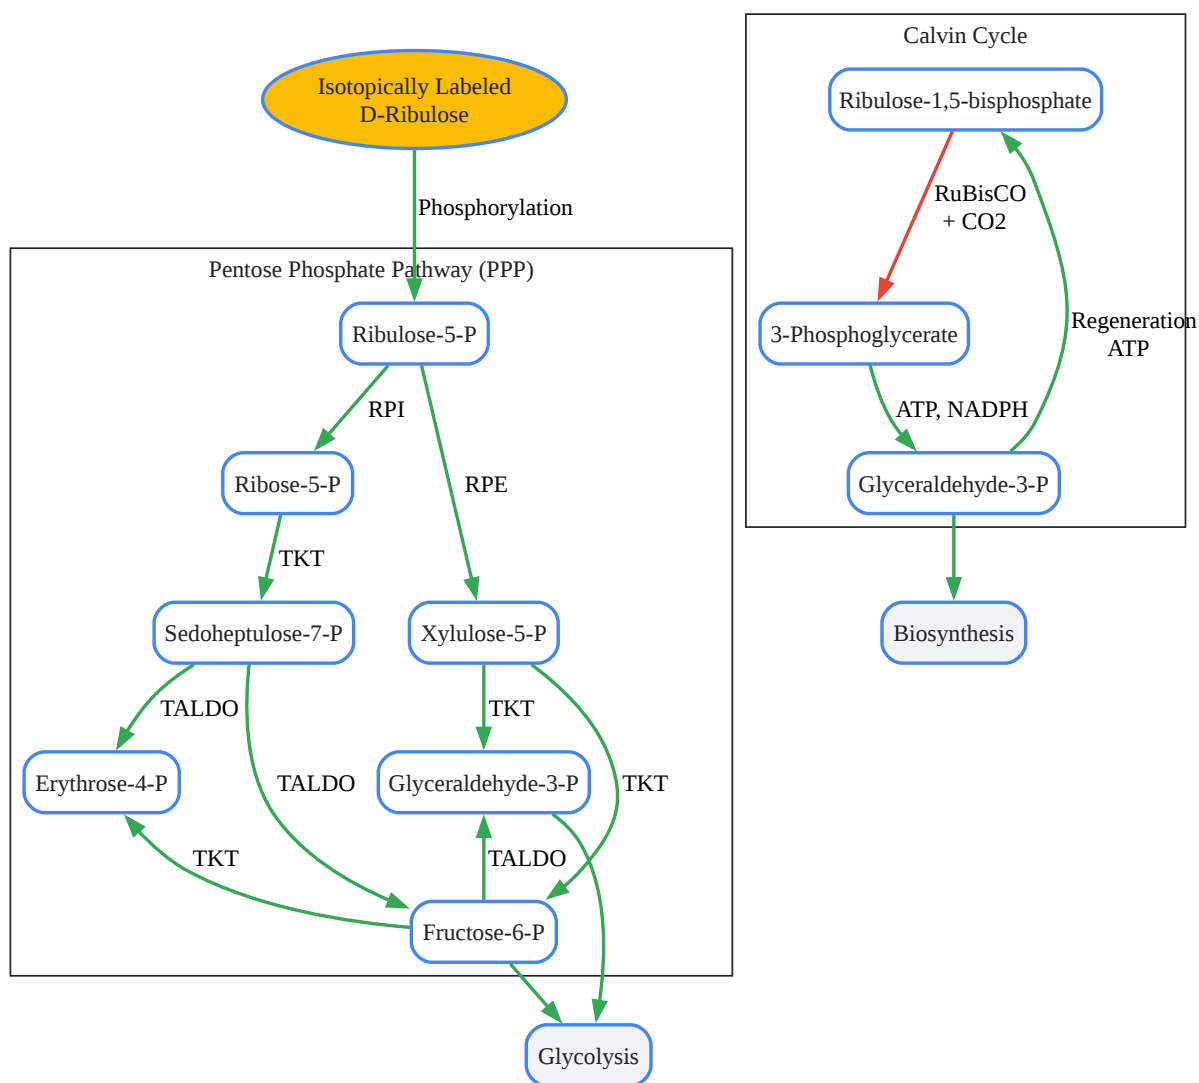 Calvin Cycle
Isotopically Labeled
D-Ribulose
Ribulose-1,5-bisphosphate
Phosphorylation
RuBisCO
+ CO2
Pentose Phosphate Pathway (PPP)
Ribulose-5-P
3-Phosphoglycerate
Regeneration
ATP
RPI
ATP, NADPH
Ribose-5-P
RPE
Glyceraldehyde-3-P
TKT
Sedoheptulose-7-P
Xylulose-5-P
Biosynthesis
TALDO
TKT
Erythrose-4-P
TALDO
Glyceraldehyde-3-P
TKT
TKT
TALDO
Fructose-6-P
Glycolysis